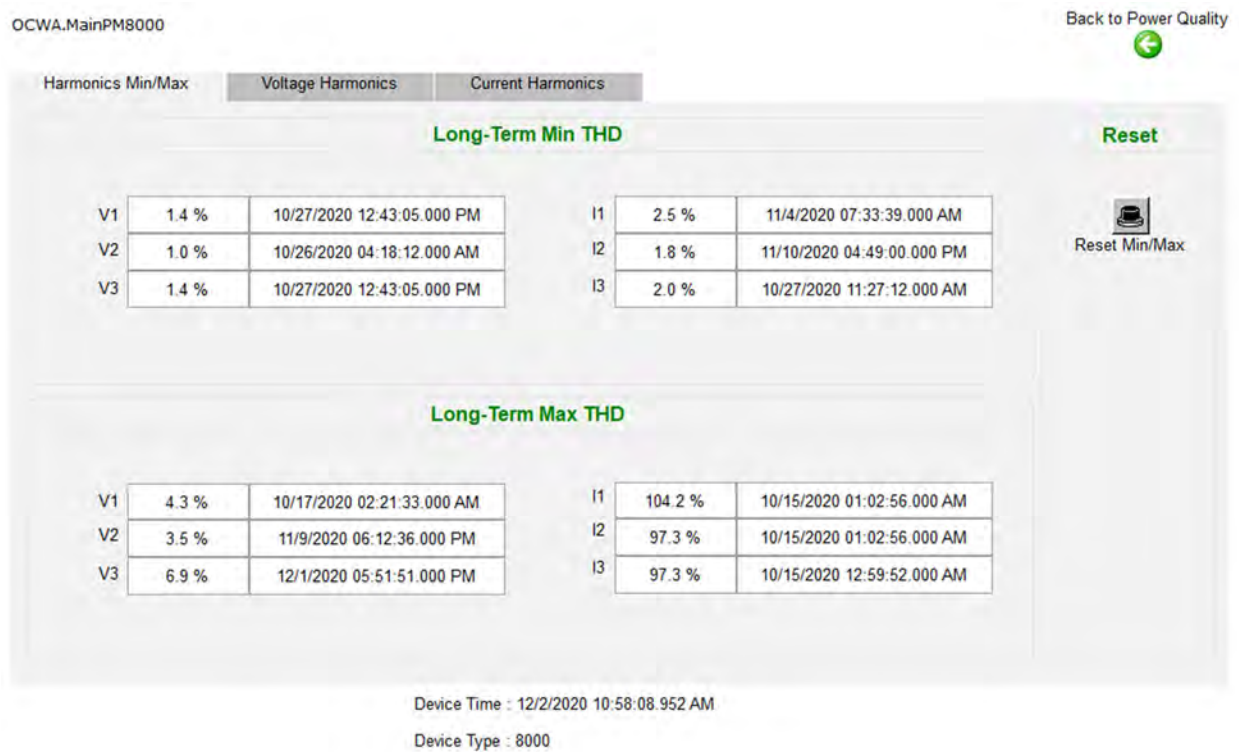 OCWA.MainPM8000
Back to Power Quality
Harmonics Min/Max Voltage Harmonics Current Harmonics
Long-Term Min THD
Reset
V1 1.4 % 10/27/2020 12:43:05.000 PM I1 2.5 % 11/4/2020 07:33:39.000 AM
V2 1.0 % 10/26/2020 04:18:12.000 AM I2 1.8 % 11/10/2020 04:49:00.000 PM
Reset Min/Max
V3 1.4 % 10/27/2020 12:43:05.000 PM I3 2.0 % 10/27/2020 11:27:12.000 AM
Long-Term Max THD
V1 4.3 % 10/17/2020 02:21:33.000 AM I1 104.2 % 10/15/2020 01:02:56.000 AM
V2 3.5 % 11/9/2020 06:12:36.000 PM I2 97.3 % 10/15/2020 01:02:56.000 AM
V3 6.9 % 12/1/2020 05:51:51.000 PM I3 97.3 % 10/15/2020 12:59:52.000 AM
Device Time : 12/2/2020 10:58:08.952 AM
Device Type : 8000